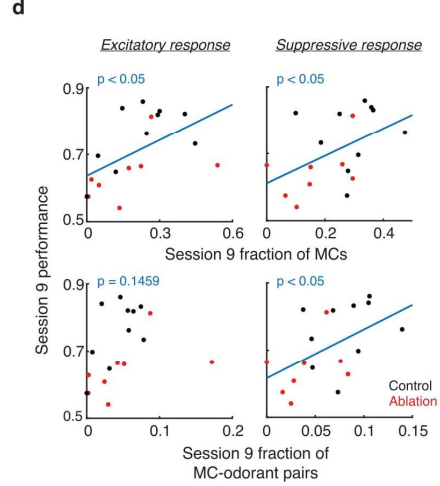 d
Excitatory response
Suppressive response
p < 0.05
p < 0.05
0.9
0.7
0.5
0
0.3
0.6
0
0.2
0.4
Session 9 fraction of MCs
Session 9 performance
p = 0.1459
p < 0.05
0.9
0.7
0.5
0
0.1
0.2
0
0.05
0.1
0.15
Control
Ablation
Session 9 fraction of
MC-odorant pairs